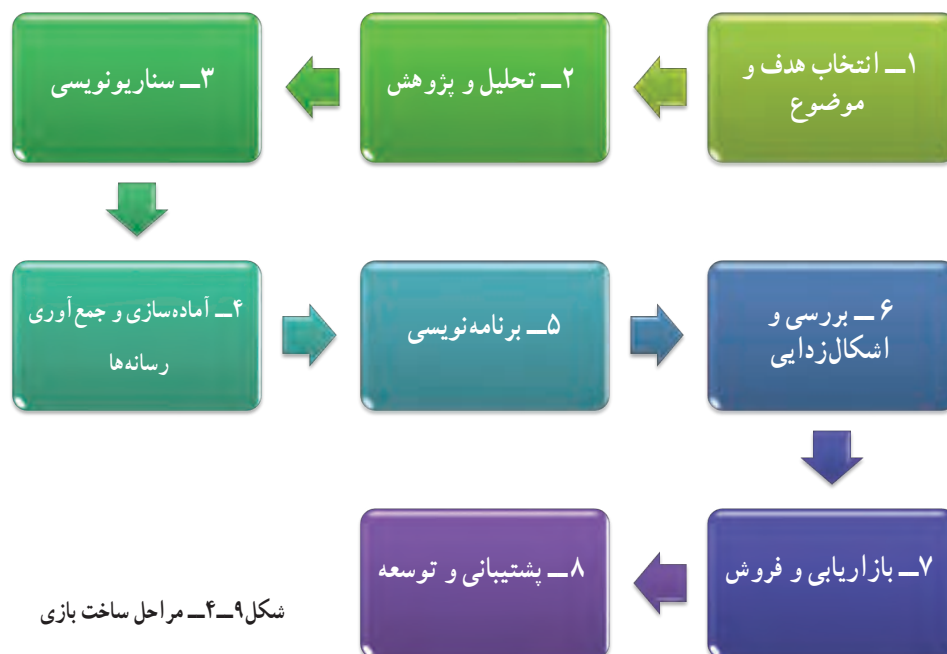 ۱ــ انتخاب هدف و
موضوع
۲ــ تحلیل و پژوهش
۳ــ سناریونویسی
۴ــ آماده‌سازی و جمع‌آوری
رسانه‌ها
۵ــ برنامه‌نویسی
۶ ــ بررسی و
اشکال‌زدایی
۷ــ بازاریابی و فروش
۸ــ پشتیبانی و توسعه
شکل۹ــ۴ــ مراحل ساخت بازی